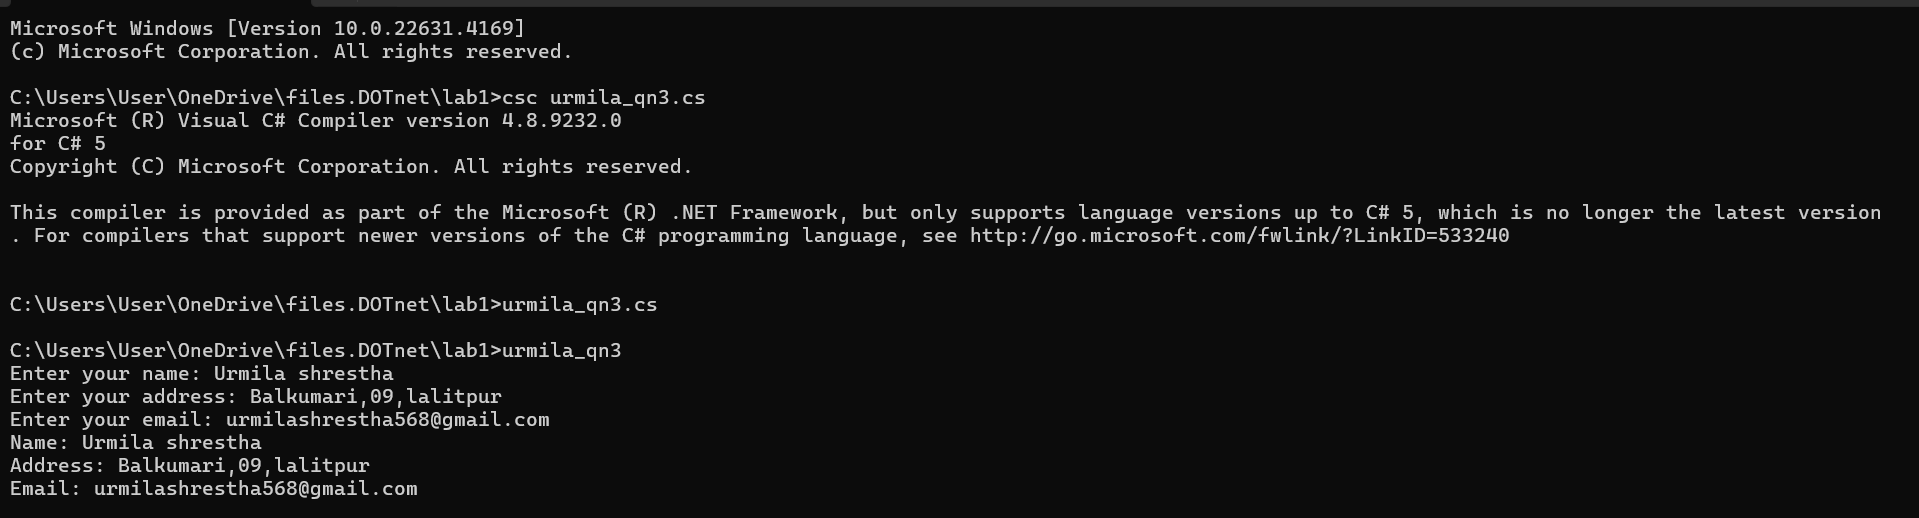 Microsoft Windows [Version 10.0.22631.4169]
(c) Microsoft Corporation. All rights reserved.
C:\Users\User\OneDrive\files.DOTnet\lab1>csc urmila_qn3.cs
Microsoft (R) Visual C# Compiler version 4.8.9232.0
for C# 5
Copyright (C) Microsoft Corporation. All rights reserved.
This compiler is provided as part of the Microsoft (R) .NET Framework, but only supports language versions up to C# 5, which is no longer the latest version
. For compilers that support newer versions of the C# programming language, see http://go.microsoft.com/fwlink/?LinkID=533240
C:\Users\User\OneDrive\files.DOTnet\lab1>urmila_qn3.cs
C:\Users\User\OneDrive\files.DOTnet\lab1>urmila_qn3
Enter your name: Urmila shrestha
Enter your address: Balkumari,09,lalitpur
Enter your email: urmilashrestha568@gmail.com
Name: Urmila shrestha
Address: Balkumari,09,lalitpur
Email: urmilashrestha568@gmail.com